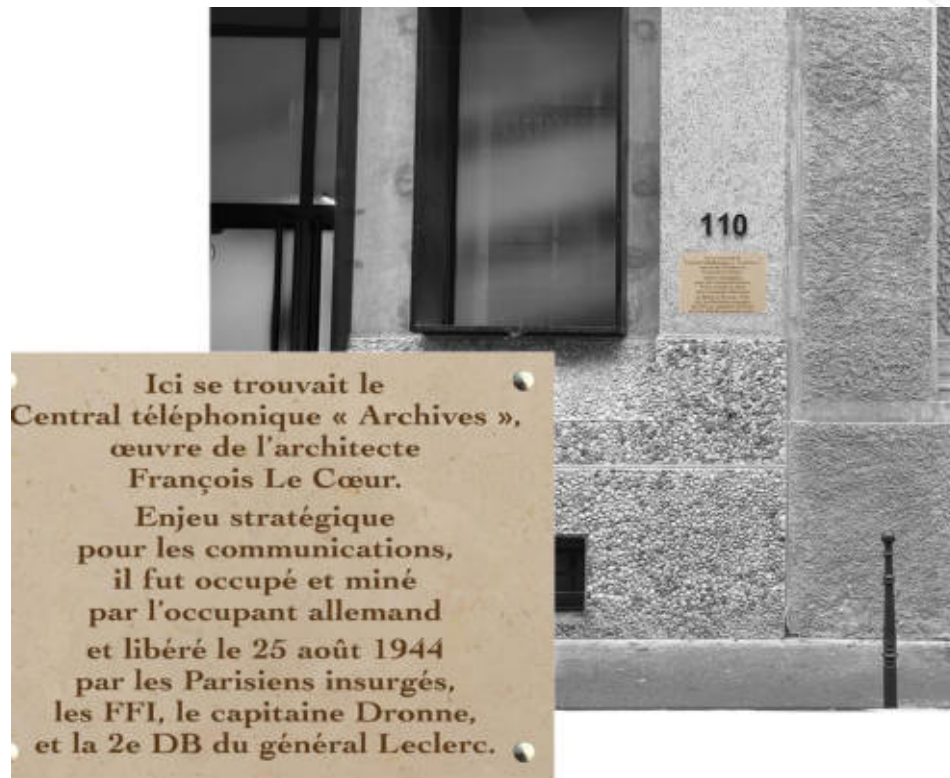 110
Ici se trouvait le
Central téléphonique « Archives »,
œuvre de l'architecte
François Le Cœur.
Enjeu stratégique
pour les communications,
il fut occupé et miné
par l'occupant allemand
et libéré le 25 août 1944
par les Parisiens insurgés,
les FFI, le capitaine Dronne,
et la 2e DB du général Leclerc.